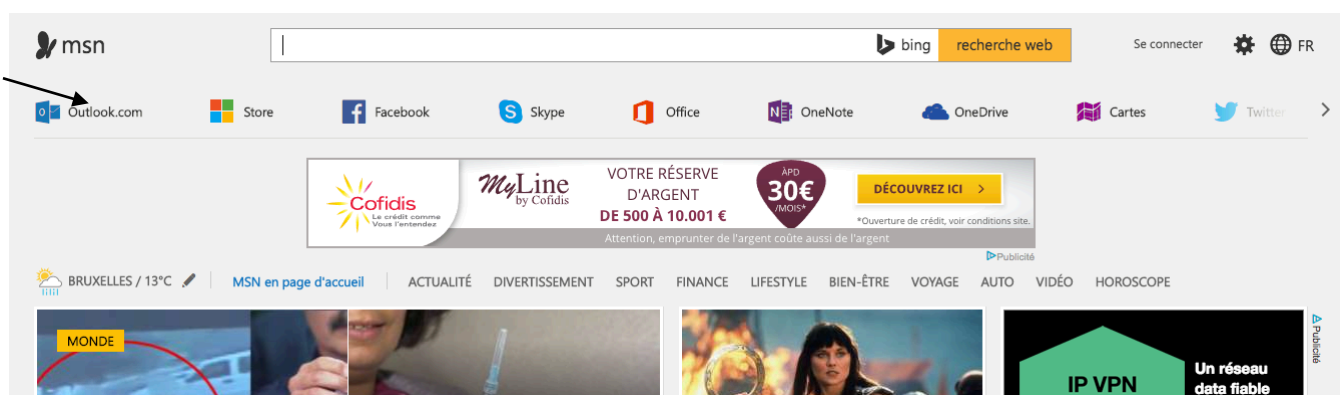 msn
bing
recherche web
Se connecter
FR
Outlook.com
Store
Facebook
Skype
Office
OneNote
OneDrive
Cartes
Twitter
Cofidis
Le crédit comme
Vous l'entendez
MyLine
by Cofidis
VOTRE RÉSERVE
D'ARGENT
DE 500 À 10.001 €
ÀPD
30€
/MOIS*
DÉCOUVREZ ICI >
*Ouverture de crédit, voir conditions site.
Attention, emprunter de l'argent coûte aussi de l'argent
Publicité
BRUXELLES / 13°C
MSN en page d'accueil
ACTUALITÉ
DIVERTISSEMENT
SPORT
FINANCE
LIFESTYLE
BIEN-ÊTRE
VOYAGE
AUTO
VIDÉO
HOROSCOPE
MONDE
IP VPN
Un réseau
data fiable
Publicité